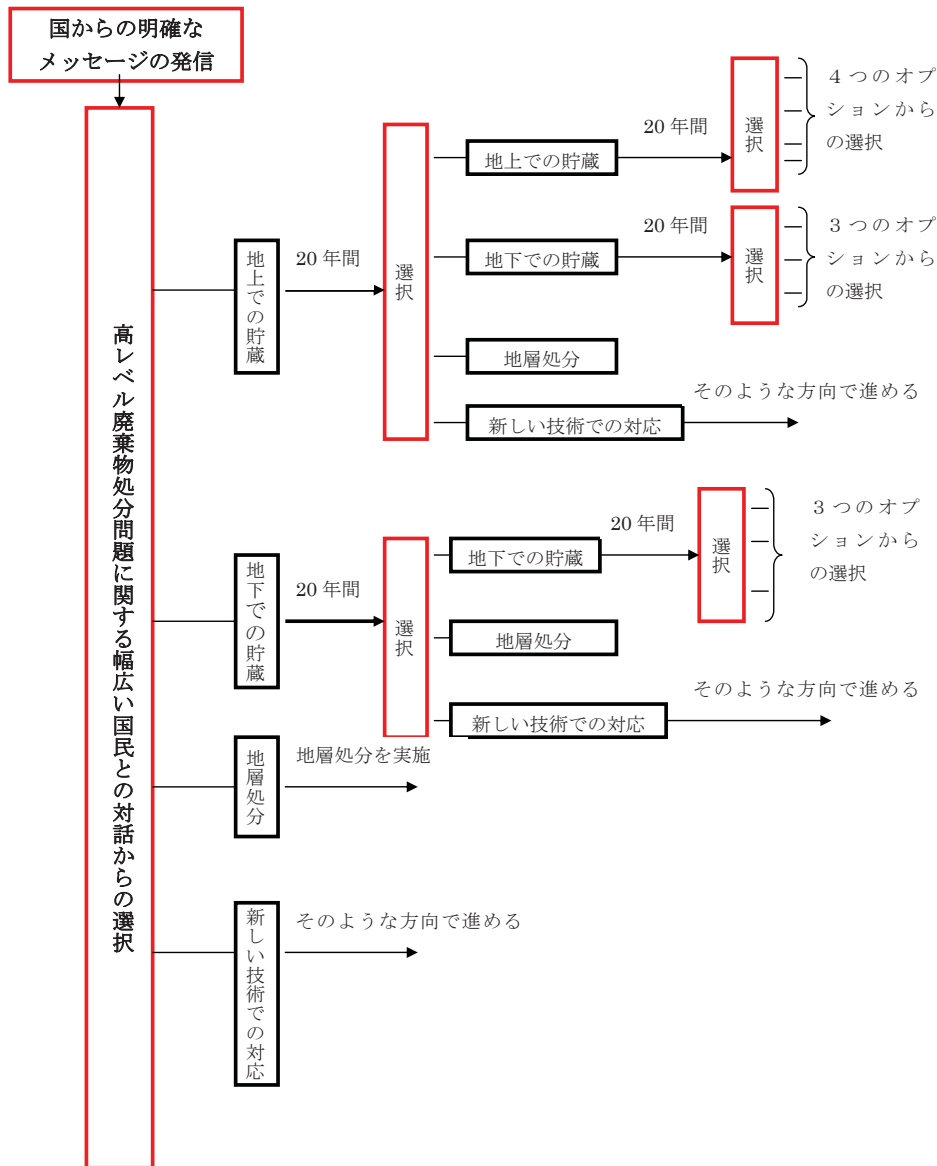 国からの明確な
メッセージの発信
高レベル廃棄物処分問題に関する幅広い国民との対話からの選択
地上での貯蔵
20 年間
選択
地上での貯蔵
20 年間
選択
４つのオプ
ションから
の選択
地下での貯蔵
20 年間
選択
３つのオプ
ションから
の選択
地層処分
新しい技術での対応
そのような方向で進める
地下での貯蔵
20 年間
選択
地下での貯蔵
20 年間
選択
３つのオプ
ションから
の選択
地層処分
新しい技術での対応
そのような方向で進める
地層処分
地層処分を実施
新しい技術での対応
そのような方向で進める